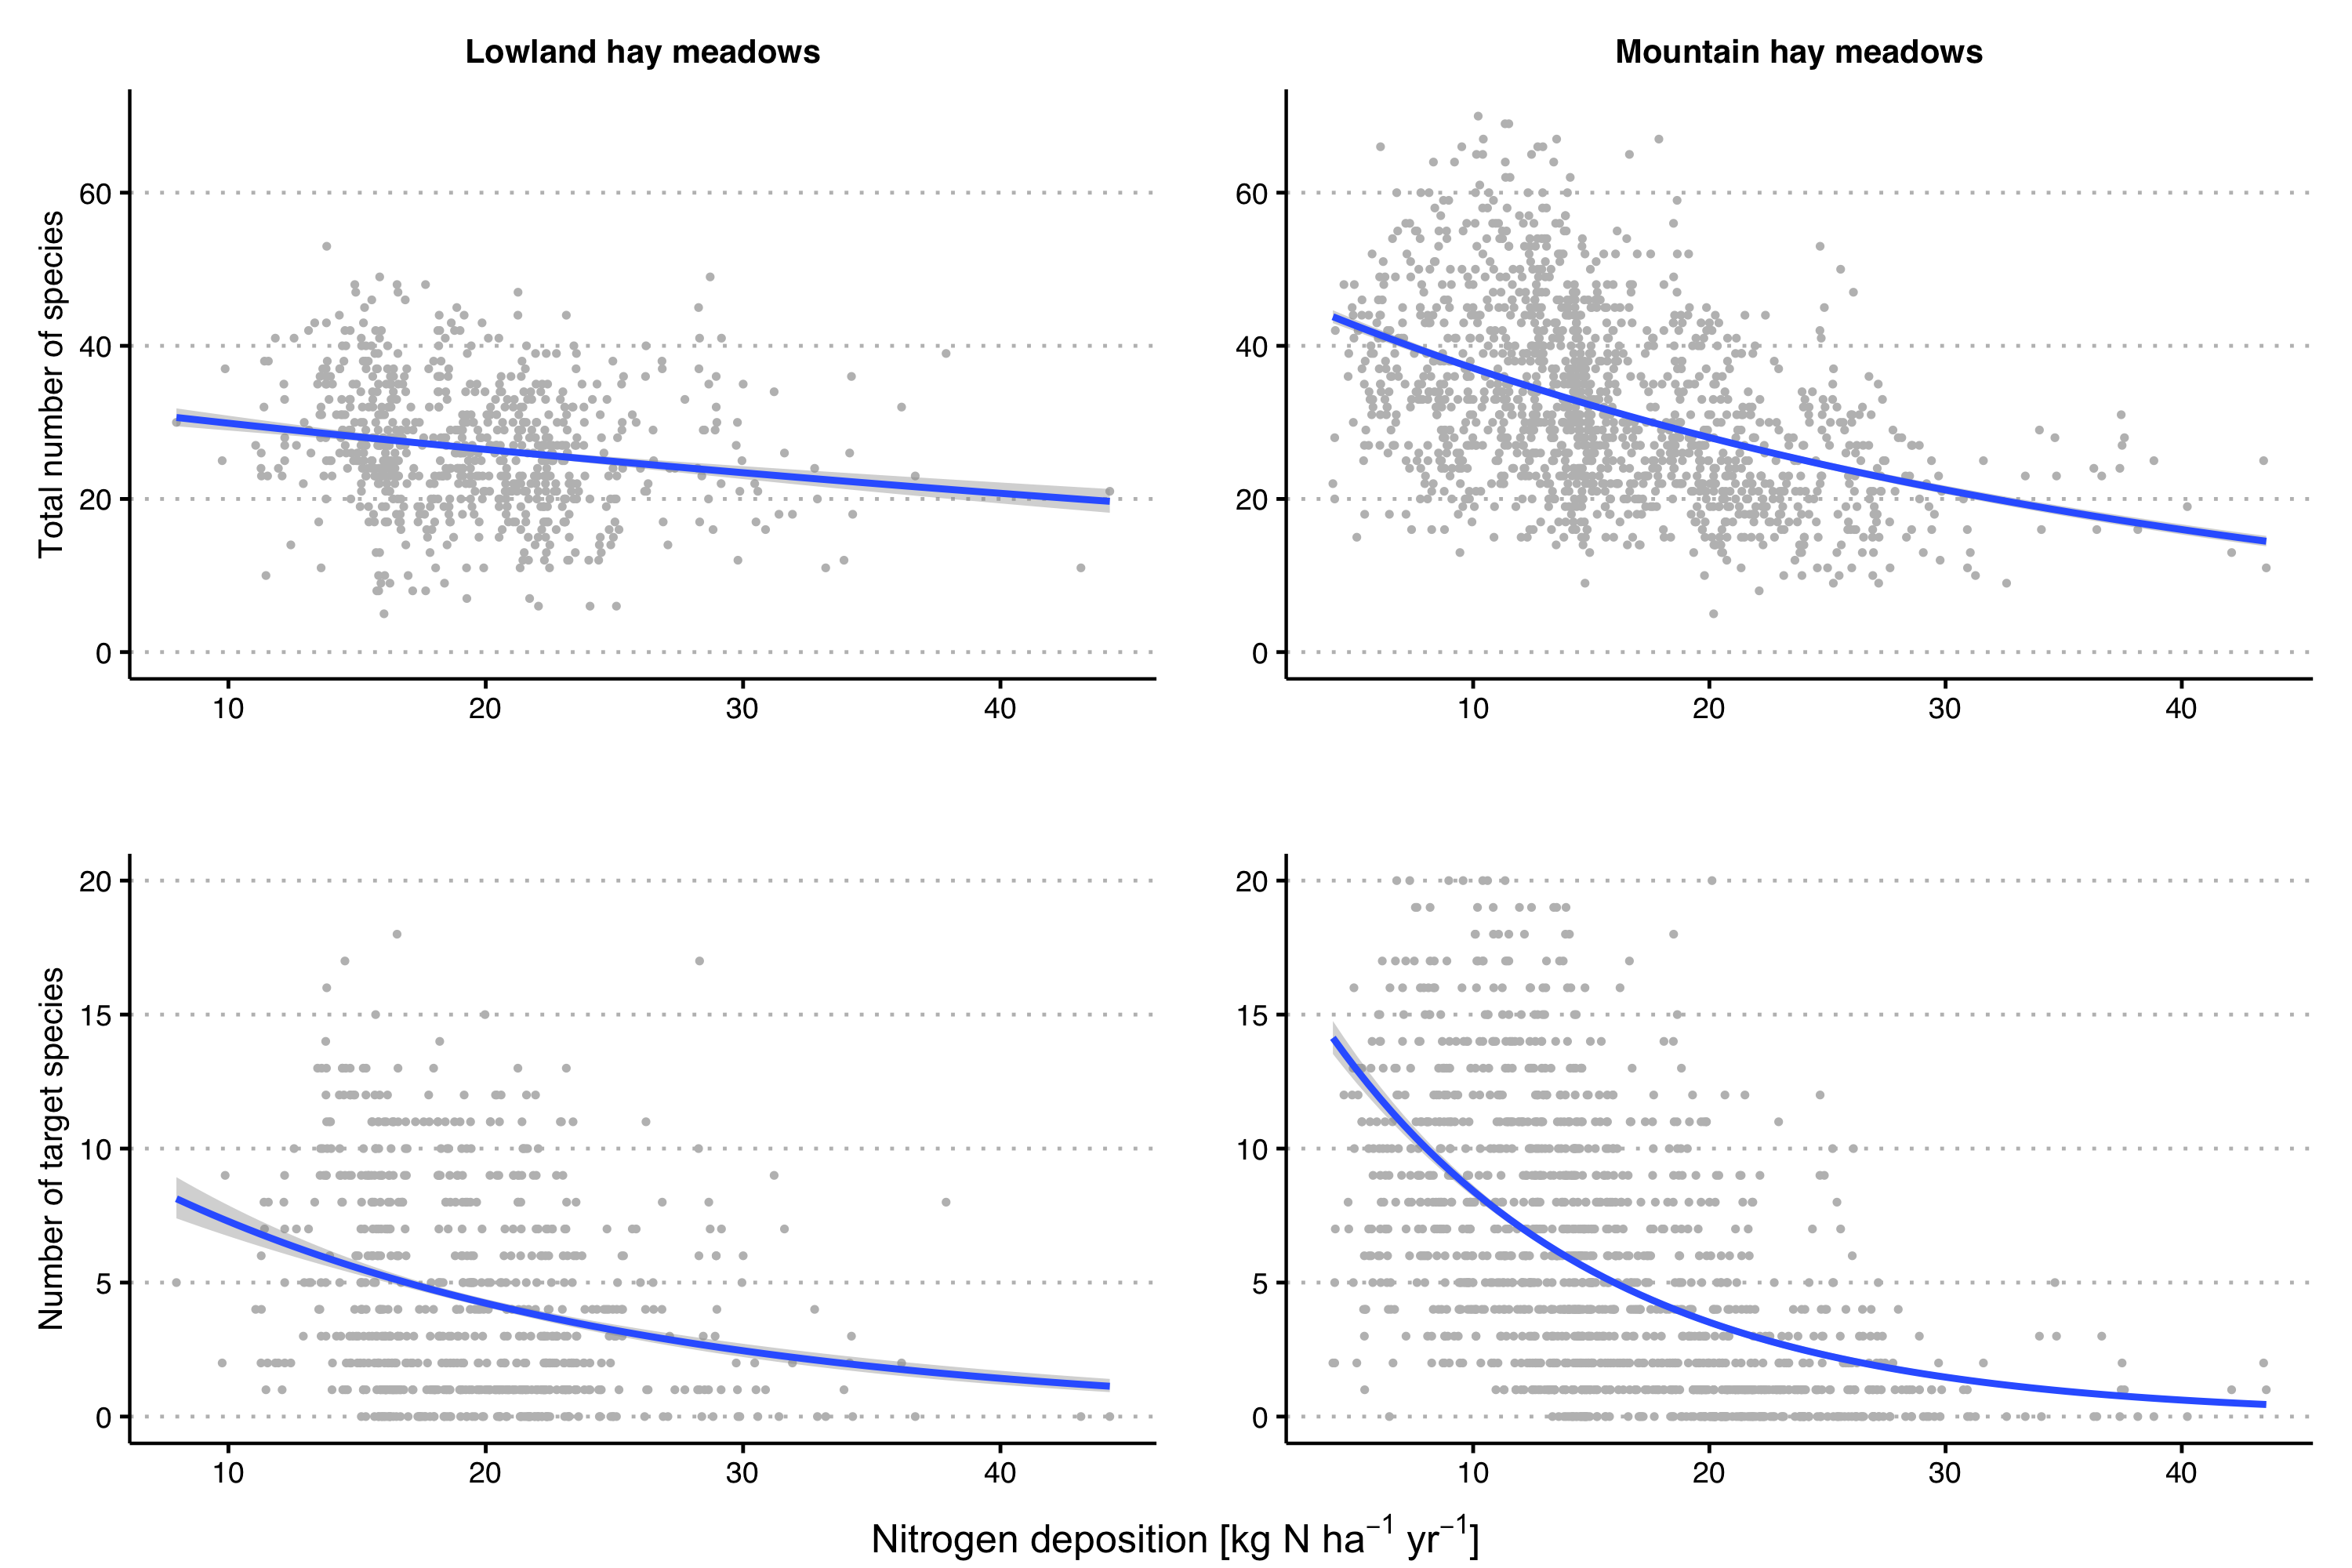 Lowland hay meadows
Mountain hay meadows
Total number of species
60
40
20
0
10 20 30 40
60
40
20
0
10 20 30 40
Number of target species
20
15
10
5
0
10 20 30 40
20
15
10
5
0
10 20 30 40
Nitrogen deposition [kg N ha⁻¹ yr⁻¹]